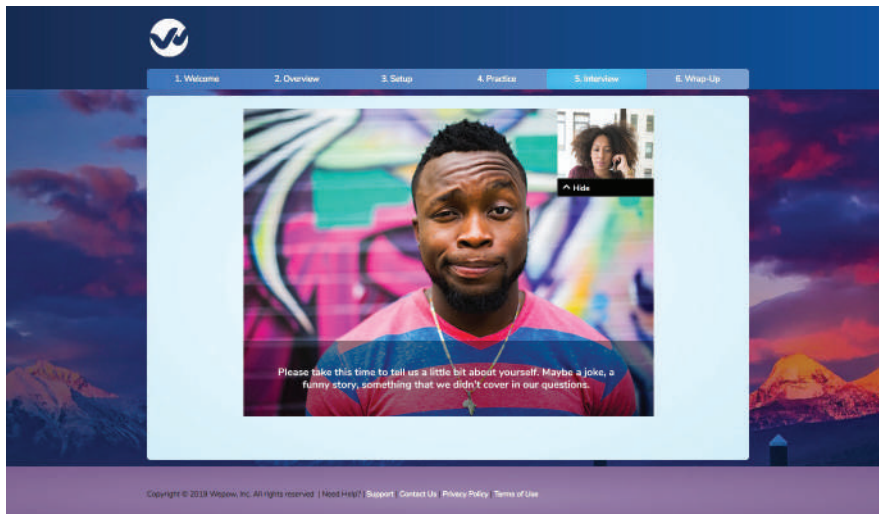 1. Welcome
2. Overview
3. Setup
4. Practice
5. Interview
6. Wrap-Up
Hide
Please take this time to tell us a little bit about yourself. Maybe a joke, a
funny story, something that we didn't cover in our questions.
Copyright © 2019 Wepow, Inc. All rights reserved | Need Help? | Support | Contact Us | Privacy Policy | Terms of Use